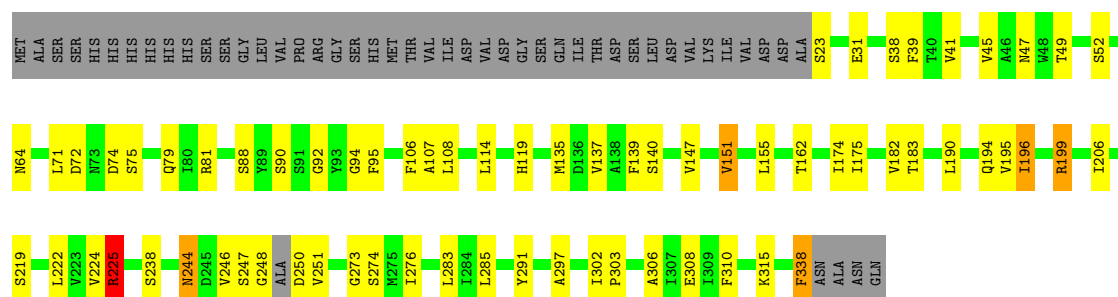 MET ALA SER SER HIS HIS HIS HIS HIS HIS SER SER GLY LEU VAL PRO ARG GLY SER HIS MET THR VAL ILE ASP VAL ASP GLY SER GLN ILE THR ASP SER LEU ASP VAL LYS ILE VAL ASP ASP ALA S23 E31 S38 F39 T40 V41 V45 A46 N47 W48 T49 S52
N64 L71 D72 N73 D74 S75 Q79 I80 R81 S88 Y89 S90 S91 G92 Y93 G94 F95 F106 A107 L108 L114 H119 M135 D136 V137 A138 F139 S140 V147 V151 L155 T162 I174 I175 V182 T183 L190 Q194 V195 I196 R199 I206
S219 L222 V223 V224 R225 S238 N244 D245 V246 S247 G248 ALA D250 V251 G273 S274 M275 I276 L283 I284 L285 Y291 A297 I302 P303 A306 I307 E308 I309 F310 K315 F338 ASN ALA ASN GLN